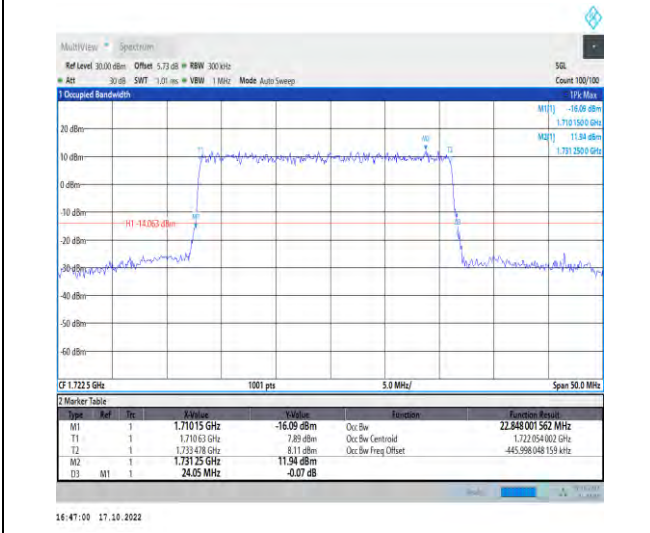 MultiView Spectrum
Ref Level 30.00 dBm Offset 5.73 dB RBW 300 kHz SGL
Att 30 dB SWT 1.01 ms VBW 1 MHz Mode Auto Sweep Count 100/100
1 Occupied Bandwidth 1Pk Max
M1[1] -16.09 dBm
1.710 150 0 GHz
M2[1] 11.94 dBm
1.731 250 0 GHz
20 dBm
10 dBm
0 dBm
-10 dBm
H1 -14.063 dBm
-20 dBm
-30 dBm
-40 dBm
-50 dBm
-60 dBm
T1
M2
T2
M1
D3
CF 1.722 5 GHz 1001 pts 5.0 MHz/ Span 50.0 MHz
2 Marker Table
Type Ref Trc X-Value Y-Value Function Function Result
M1 1 1.710 15 GHz -16.09 dBm Occ Bw 22.848 001 562 MHz
T1 1 1.710 63 GHz 7.89 dBm Occ Bw Centroid 1.722 054 002 GHz
T2 1 1.733 478 GHz 8.11 dBm Occ Bw Freq Offset -445.998 048 159 kHz
M2 1 1.731 25 GHz 11.94 dBm
D3 M1 1 24.05 MHz -0.07 dB
16:47:00 17.10.2022